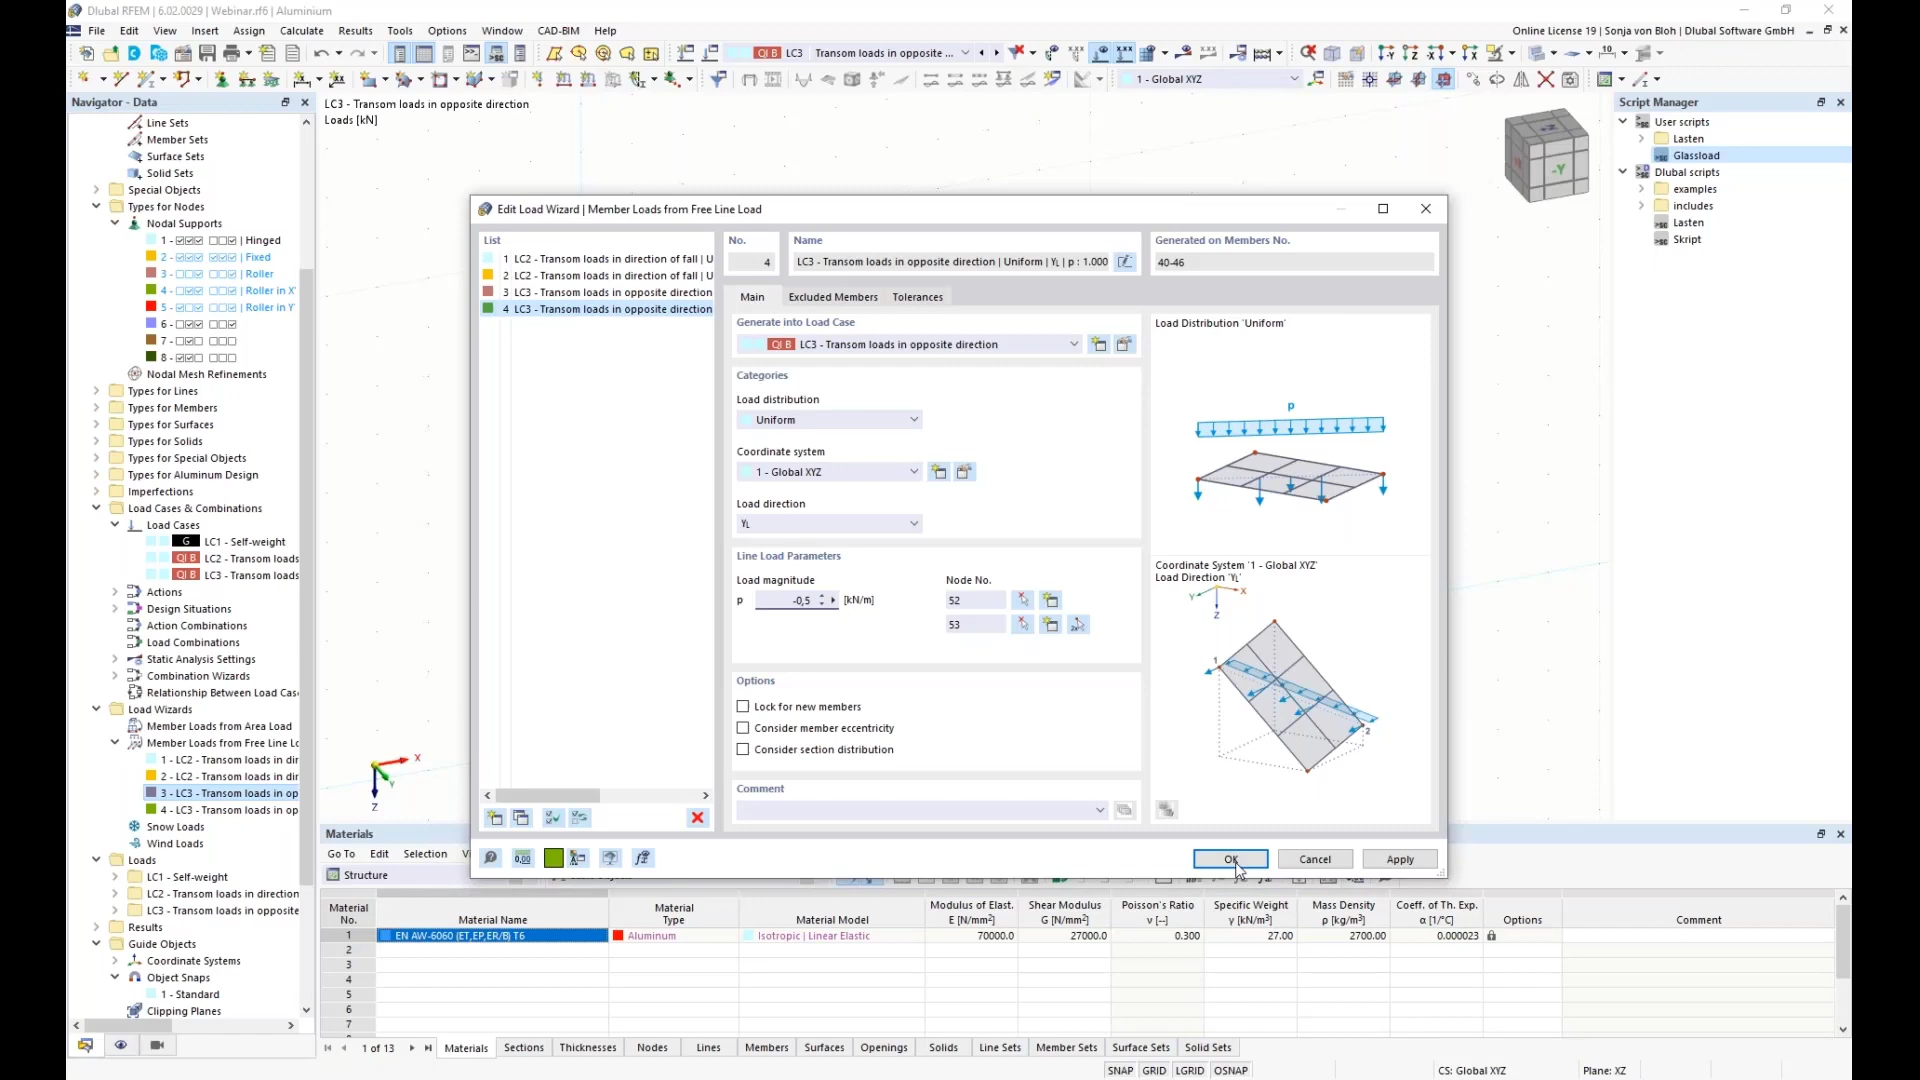 Dlubal RFEM | 6.02.0029 | Webinar.rf6 | Aluminium
File Edit View Insert Assign Calculate Results Tools Options Window CAD-BIM Help
Online License 19 | Sonja von Bloh | Dlubal Software GmbH
QI B LC3 Transom loads in opposite ...
1 - Global XYZ
Navigator - Data
Line Sets
Member Sets
Surface Sets
Solid Sets
Special Objects
Types for Nodes
Nodal Supports
1 - | Hinged
2 - | Fixed
3 - | Roller
4 - | Roller in X'
5 - | Roller in Y'
6 -
7 -
8 -
Nodal Mesh Refinements
Types for Lines
Types for Members
Types for Surfaces
Types for Solids
Types for Special Objects
Types for Aluminum Design
Imperfections
Load Cases & Combinations
Load Cases
G LC1 - Self-weight
QI B LC2 - Transom loads
QI B LC3 - Transom loads
Actions
Design Situations
Action Combinations
Load Combinations
Static Analysis Settings
Combination Wizards
Relationship Between Load Cas
Load Wizards
Member Loads from Area Load
Member Loads from Free Line Lo
1 - LC2 - Transom loads in dir
2 - LC2 - Transom loads in dir
3 - LC3 - Transom loads in op
4 - LC3 - Transom loads in op
Snow Loads
Wind Loads
Loads
LC1 - Self-weight
LC2 - Transom loads in direction
LC3 - Transom loads in opposite
Results
Guide Objects
Coordinate Systems
Object Snaps
1 - Standard
Clipping Planes
LC3 - Transom loads in opposite direction
Loads [kN]
X
Y
Z
-Y
Script Manager
User scripts
Lasten
Glassload
Dlubal scripts
examples
includes
Lasten
Skript
Edit Load Wizard | Member Loads from Free Line Load
List
1 LC2 - Transom loads in direction of fall | U
2 LC2 - Transom loads in direction of fall | U
3 LC3 - Transom loads in opposite direction
4 LC3 - Transom loads in opposite direction
No.
4
Name
LC3 - Transom loads in opposite direction | Uniform | YL | p : 1.000
Generated on Members No.
40-46
Main Excluded Members Tolerances
Generate into Load Case
QI B LC3 - Transom loads in opposite direction
Categories
Load distribution
Uniform
Coordinate system
1 - Global XYZ
Load direction
YL
Line Load Parameters
Load magnitude
p -0,5 [kN/m]
Node No.
52
53
Options
Lock for new members
Consider member eccentricity
Consider section distribution
Comment
Load Distribution 'Uniform'
p
Coordinate System '1 - Global XYZ'
Load Direction 'YL'
Y X
Z
1
2
OK Cancel Apply
Materials
Go To Edit Selection
Structure
Material No. Material Name Material Type Material Model Modulus of Elast. E [N/mm2] Shear Modulus G [N/mm2] Poisson's Ratio ν [--] Specific Weight γ [kN/m3] Mass Density ρ [kg/m3] Coeff. of Th. Exp. α [1/°C] Options Comment
1 EN AW-6060 (ET,EP,ER/B) T6 Aluminum Isotropic | Linear Elastic 70000.0 27000.0 0.300 27.00 2700.00 0.000023
2
3
4
5
6
7
1 of 13 Materials Sections Thicknesses Nodes Lines Members Surfaces Openings Solids Line Sets Member Sets Surface Sets Solid Sets
SNAP GRID LGRID OSNAP CS: Global XYZ Plane: XZ